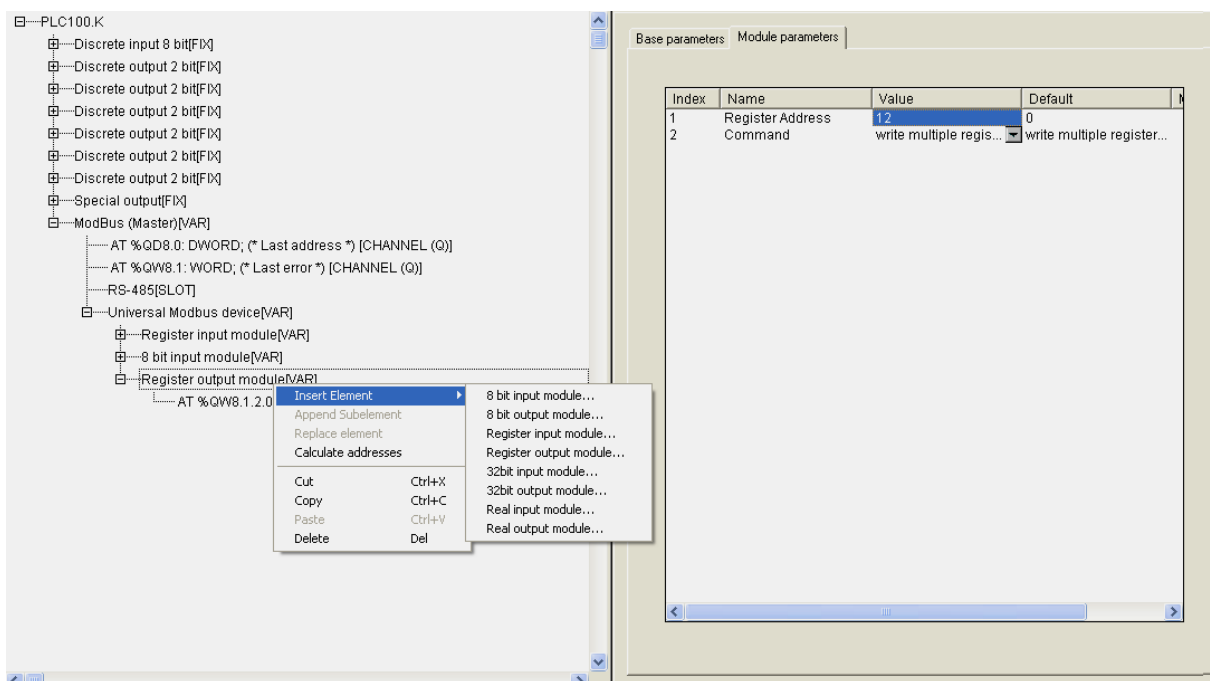 PLC100.K
Discrete input 8 bit[FIX]
Discrete output 2 bit[FIX]
Discrete output 2 bit[FIX]
Discrete output 2 bit[FIX]
Discrete output 2 bit[FIX]
Discrete output 2 bit[FIX]
Discrete output 2 bit[FIX]
Special output[FIX]
ModBus (Master)[VAR]
AT %QD8.0: DWORD; (* Last address *) [CHANNEL (Q)]
AT %QW8.1: WORD; (* Last error *) [CHANNEL (Q)]
RS-485[SLOT]
Universal Modbus device[VAR]
Register input module[VAR]
8 bit input module[VAR]
Register output module[VAR]
AT %QW8.1.2.0
Insert Element
Append Subelement
Replace element
Calculate addresses
Cut Ctrl+X
Copy Ctrl+C
Paste Ctrl+V
Delete Del
8 bit input module...
8 bit output module...
Register input module...
Register output module...
32bit input module...
32bit output module...
Real input module...
Real output module...
Base parameters Module parameters
Index Name Value Default
1 Register Address 12 0
2 Command write multiple regis... write multiple register...